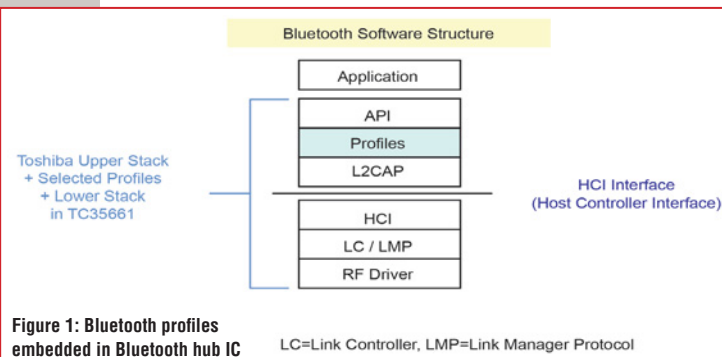 Bluetooth Software Structure
Application
API
Profiles
L2CAP
Toshiba Upper Stack
+ Selected Profiles
+ Lower Stack
in TC35661
HCI Interface
(Host Controller Interface)
HCI
LC / LMP
RF Driver
Figure 1: Bluetooth profiles
embedded in Bluetooth hub IC
LC=Link Controller, LMP=Link Manager Protocol